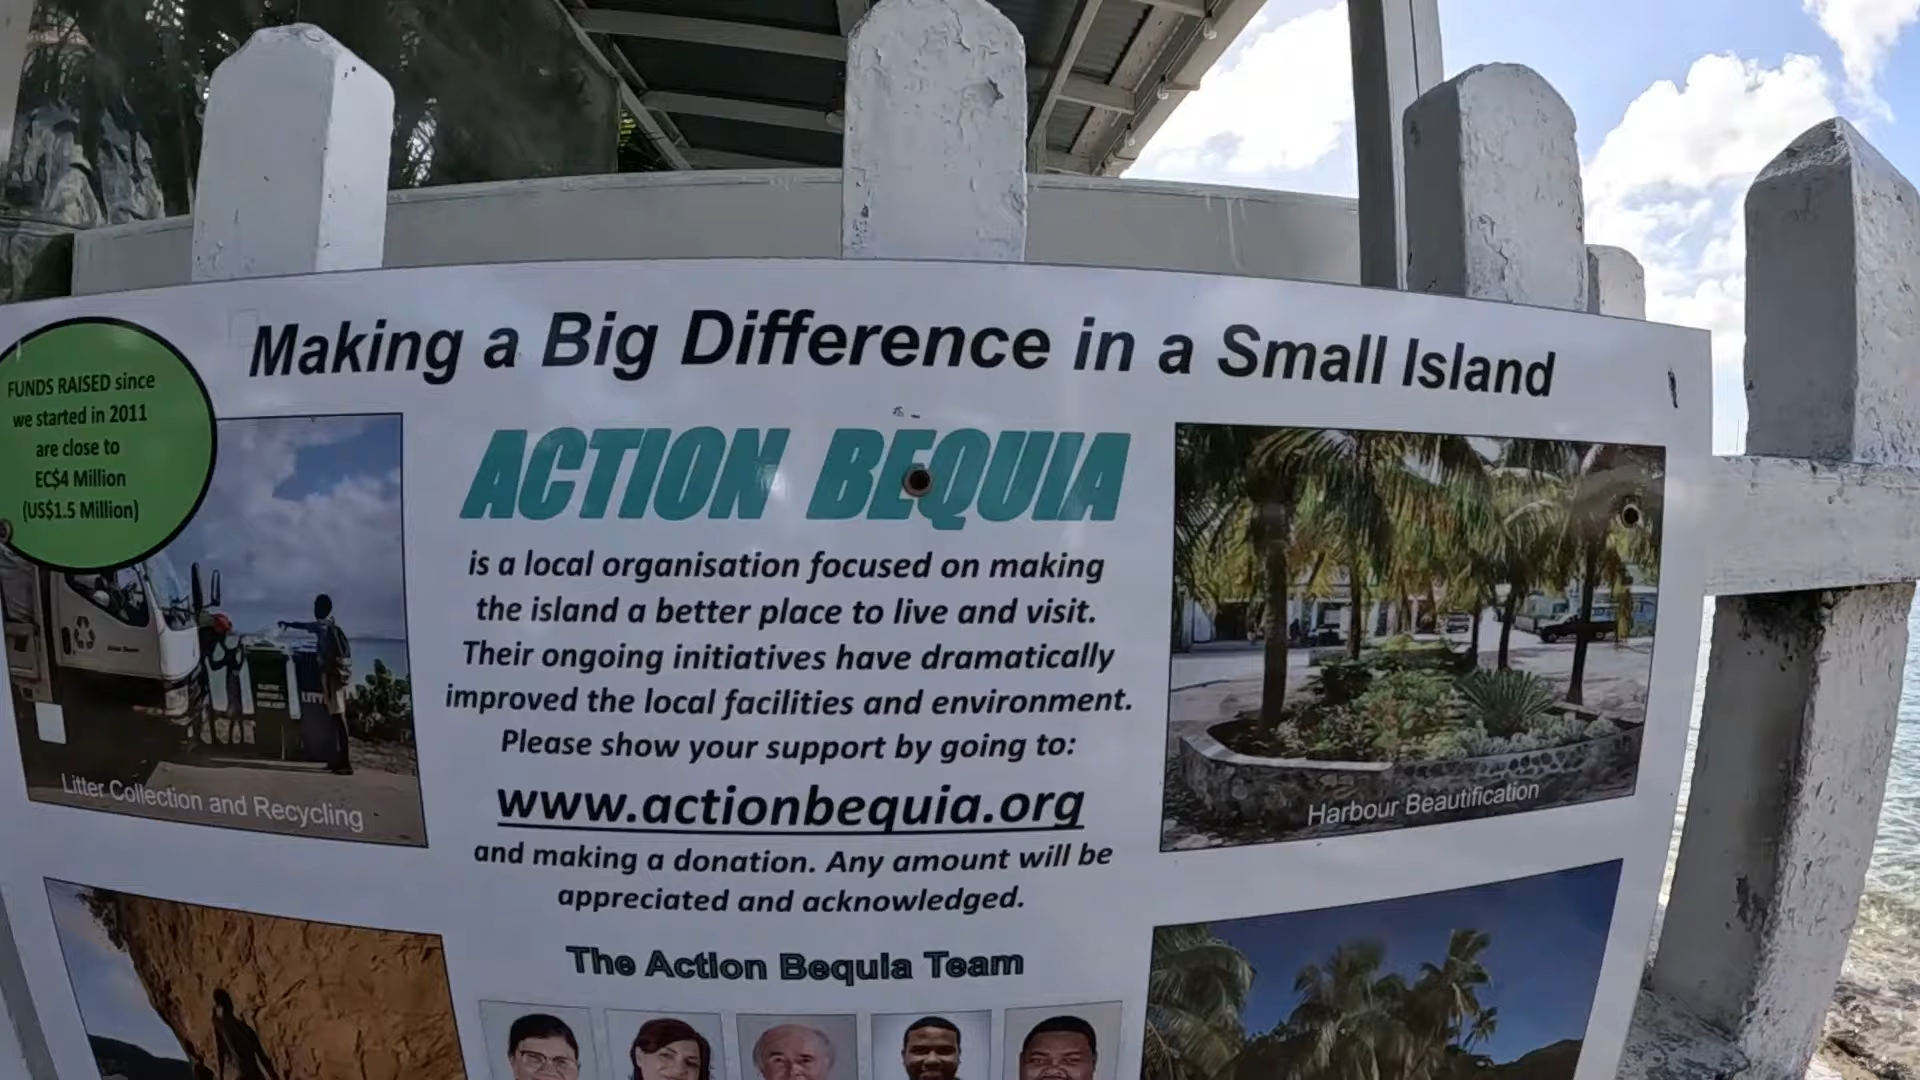 Making a Big Difference in a Small Island
FUNDS RAISED since
we started in 2011
are close to
EC$4 Million
(US$1.5 Million)
ACTION BEQUIA
is a local organisation focused on making
the island a better place to live and visit.
Their ongoing initiatives have dramatically
improved the local facilities and environment.
Please show your support by going to:
www.actionbequia.org
and making a donation. Any amount will be
appreciated and acknowledged.
Litter Collection and Recycling
Harbour Beautification
The Action Bequia Team